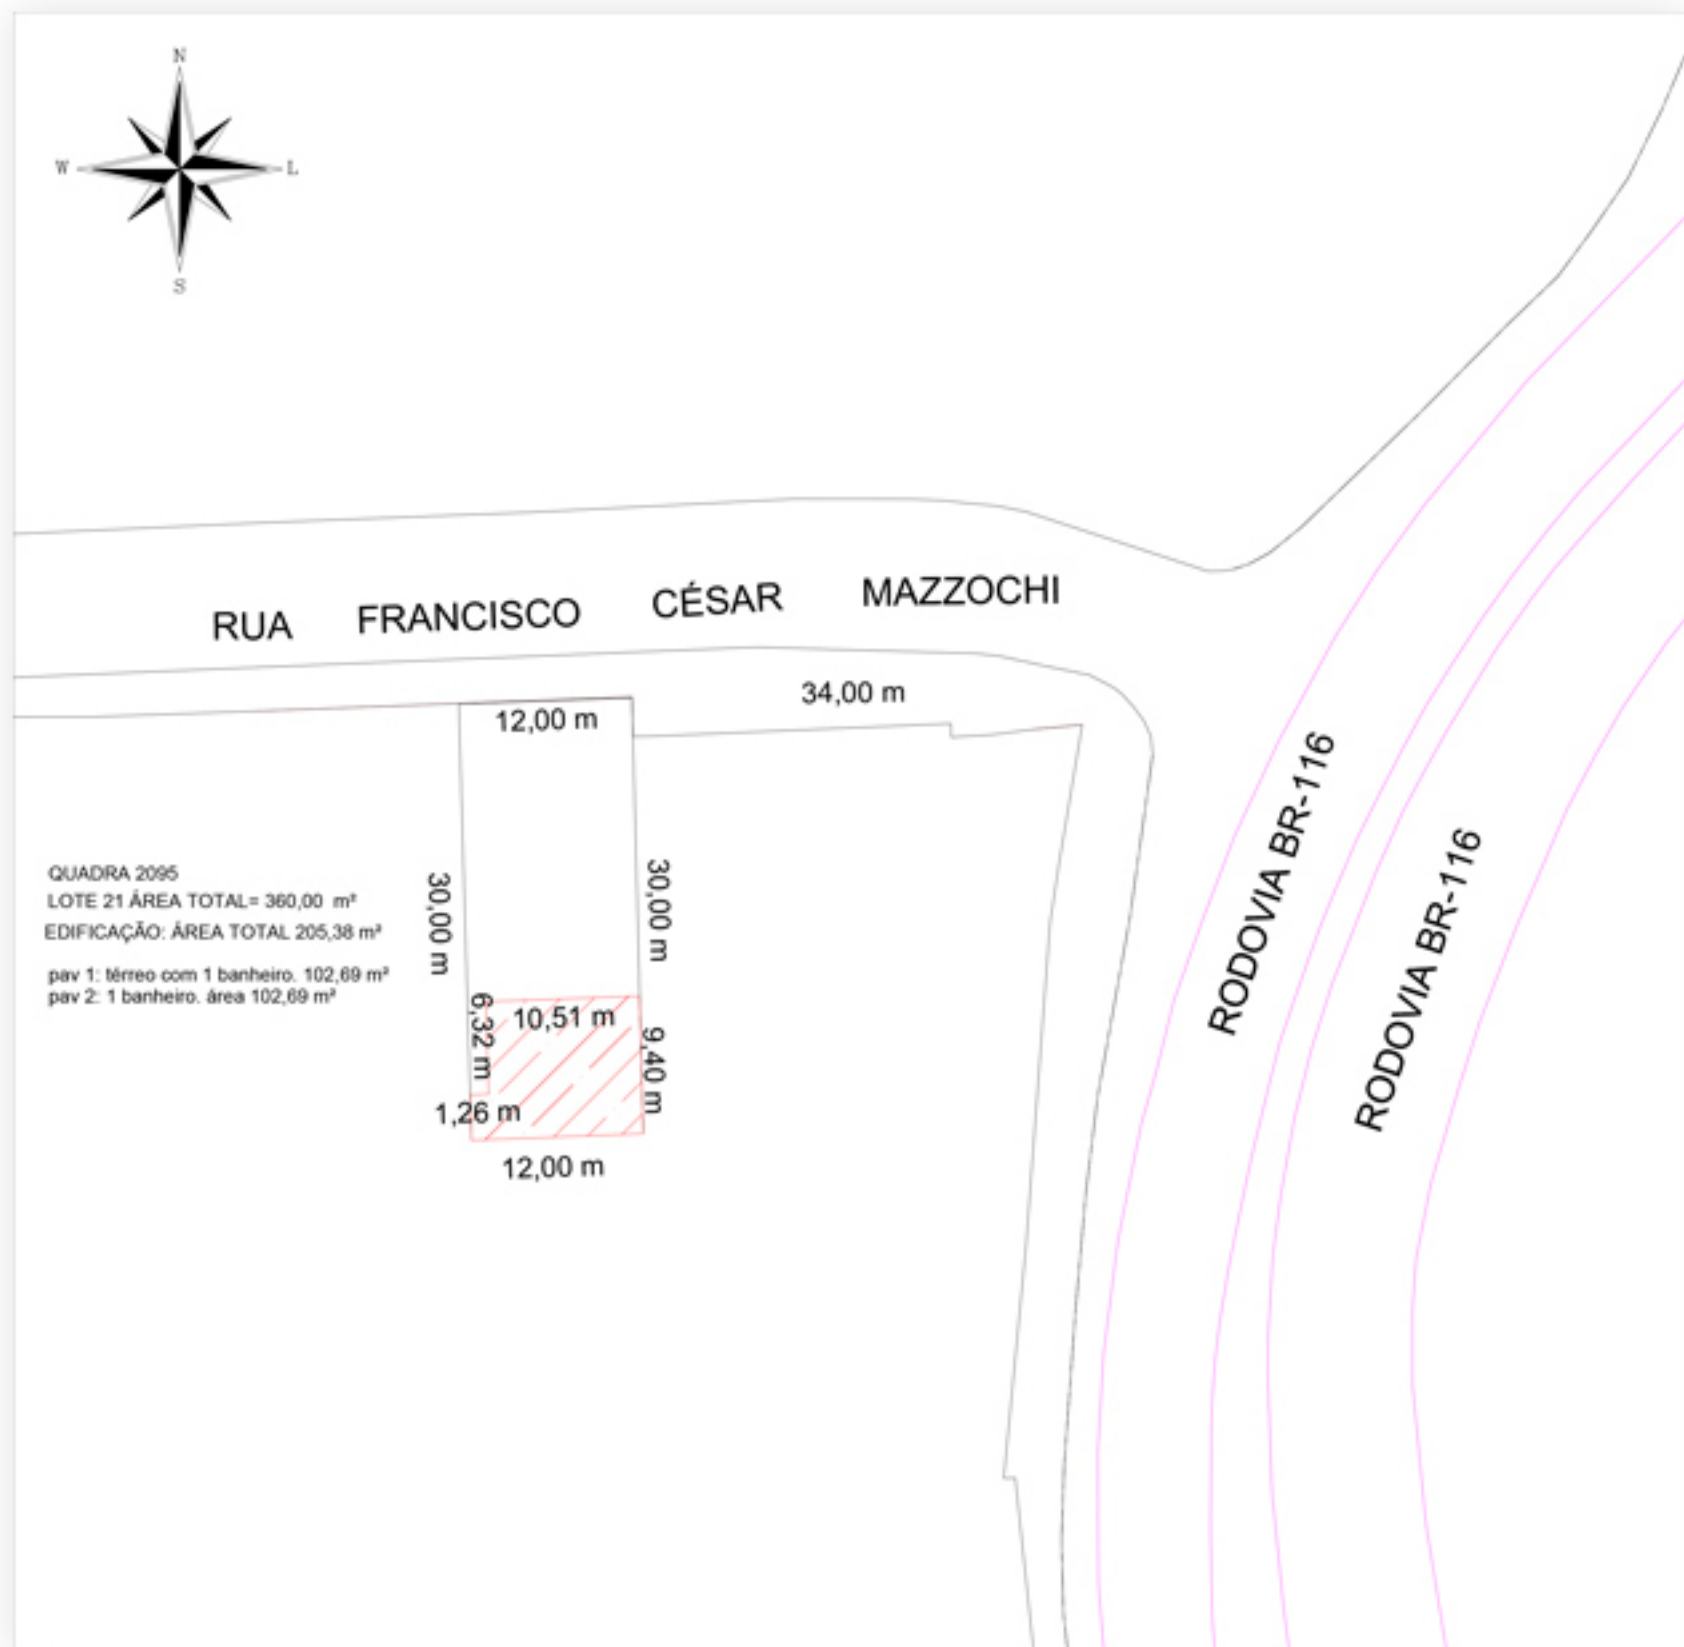 N
W
L
S
RUA FRANCISCO CÉSAR MAZZOCHI
34,00 m
12,00 m
QUADRA 2095
LOTE 21 ÁREA TOTAL= 360,00 m²
EDIFICAÇÃO: ÁREA TOTAL 205,38 m²
pav 1: térreo com 1 banheiro. 102,69 m²
pav 2: 1 banheiro. área 102,69 m²
30,00 m
30,00 m
6,32 m
10,51 m
9,40 m
1,26 m
12,00 m
RODOVIA BR-116
RODOVIA BR-116